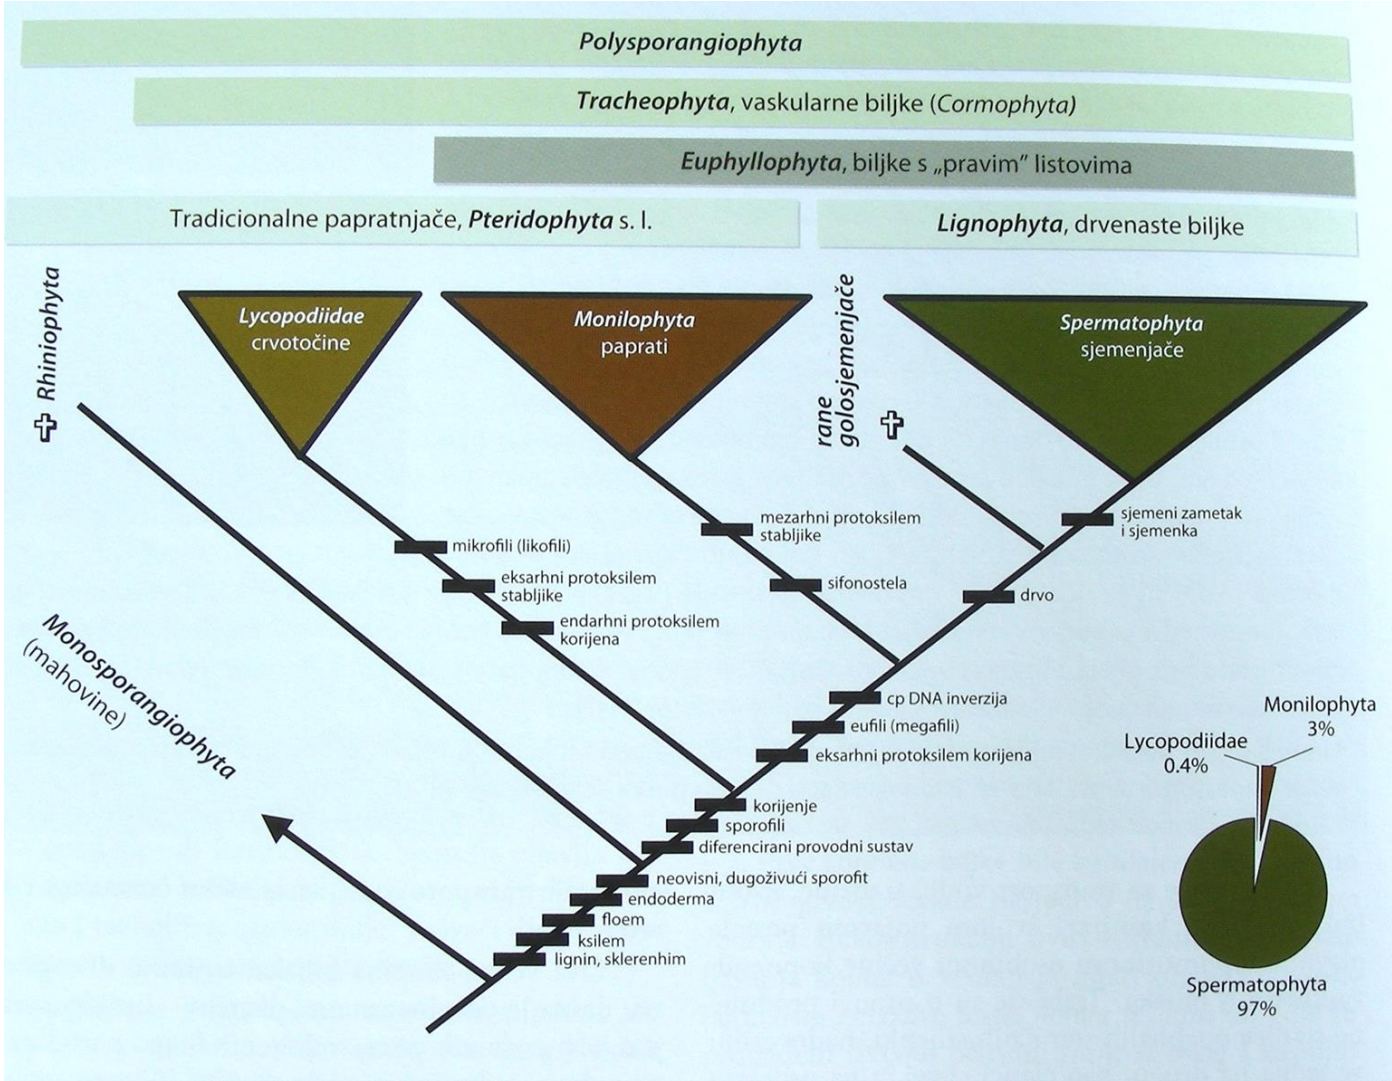 Polysporangiophyta
Tracheophyta, vaskularne biljke (Cormophyta)
Euphyllophyta, biljke s „pravim” listovima
Tradicionalne papratnjače, Pteridophyta s. l.
Lignophyta, drvenaste biljke
Rhiniophyta
Lycopodiidae
crvotočine
Monilophyta
paprati
rane
golosjemenjače
Spermatophyta
sjemenjače
mikrofili (likofili)
eksarhni protoksilem
stabljike
endarhni protoksilem
korijena
mezarhni protoksilem
stabljike
sifonostela
sjemeni zametak
i sjemenka
drvo
Monosporangiophyta
(mahovine)
cp DNA inverzija
eufili (megafili)
eksarhni protoksilem korijena
korijenje
sporofili
diferencirani provodni sustav
neovisni, dugoživući sporofit
endoderma
floem
ksilem
lignin, sklerenhim
Monilophyta
3%
Lycopodiidae
0.4%
Spermatophyta
97%